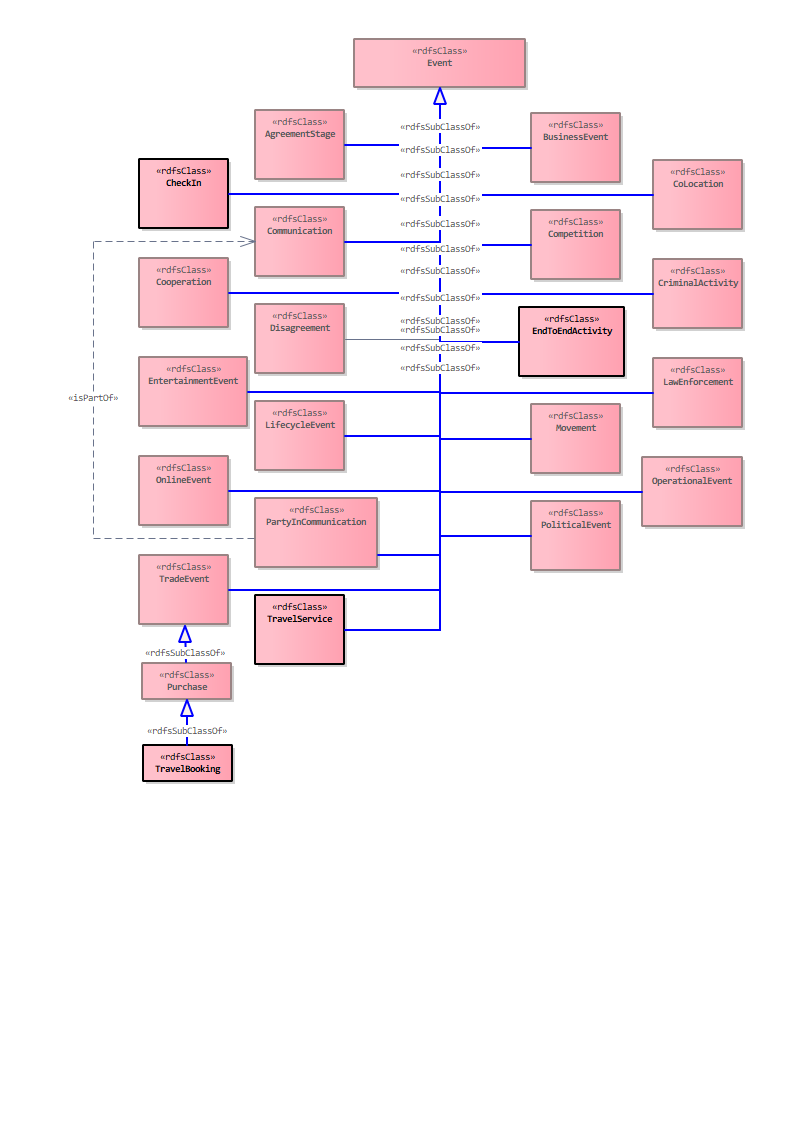 «rdfsClass»
Event
«rdfsClass»
AgreementStage
«rdfsSubClassOf»
«rdfsClass»
BusinessEvent
«rdfsSubClassOf»
«rdfsClass»
CheckIn
«rdfsSubClassOf»
«rdfsClass»
CoLocation
«rdfsSubClassOf»
«rdfsClass»
Communication
«rdfsSubClassOf»
«rdfsClass»
Competition
«rdfsSubClassOf»
«rdfsClass»
Cooperation
«rdfsSubClassOf»
«rdfsClass»
CriminalActivity
«rdfsSubClassOf»
«rdfsClass»
Disagreement
«rdfsSubClassOf»
«rdfsSubClassOf»
«rdfsClass»
EndToEndActivity
«rdfsSubClassOf»
«rdfsClass»
EntertainmentEvent
«rdfsSubClassOf»
«rdfsClass»
LawEnforcement
«isPartOf»
«rdfsClass»
LifecycleEvent
«rdfsClass»
Movement
«rdfsClass»
OnlineEvent
«rdfsClass»
OperationalEvent
«rdfsClass»
PartyInCommunication
«rdfsClass»
PoliticalEvent
«rdfsClass»
TradeEvent
«rdfsClass»
TravelService
«rdfsSubClassOf»
«rdfsClass»
Purchase
«rdfsSubClassOf»
«rdfsClass»
TravelBooking